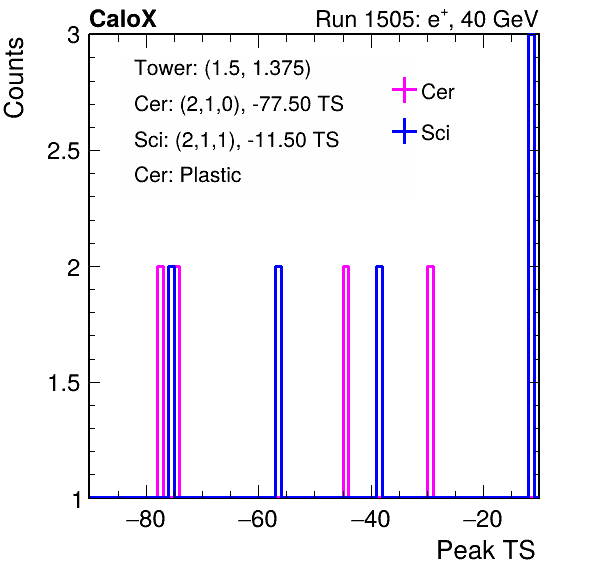 CaloX Run 1505: e⁺, 40 GeV
Tower: (1.5, 1.375)
Cer: (2,1,0), -77.50 TS
Sci: (2,1,1), -11.50 TS
Cer: Plastic
Cer
Sci
Counts
3
2.5
2
1.5
1
−80 −60 −40 −20
Peak TS